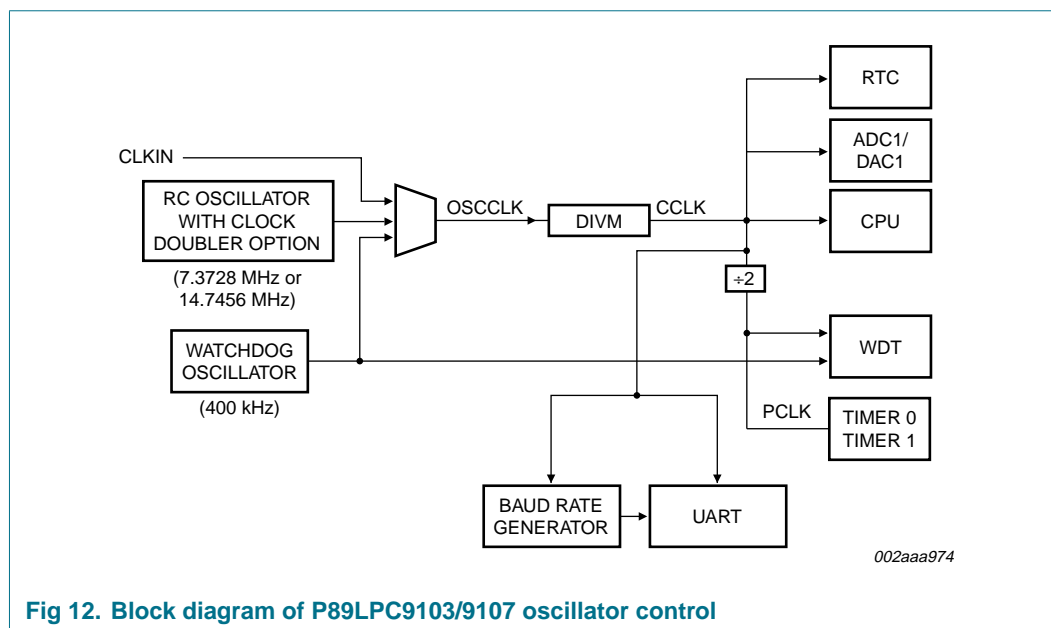 RTC
ADC1/
DAC1
CLKIN
RC OSCILLATOR
WITH CLOCK
DOUBLER OPTION
OSCCLK
DIVM
CCLK
CPU
(7.3728 MHz or
14.7456 MHz)
÷2
WATCHDOG
OSCILLATOR
WDT
(400 kHz)
PCLK
TIMER 0
TIMER 1
BAUD RATE
GENERATOR
UART
002aaa974
Fig 12. Block diagram of P89LPC9103/9107 oscillator control